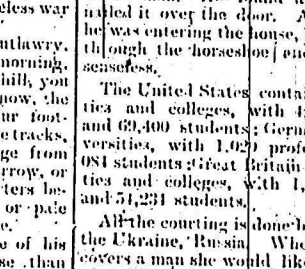 eless war
utlawry.
morning.
hill, you
now, the
ur foot-
e tracks,
ge from
rrow, or
ters be-
or pale
e of his
se than
nailed it over the door. A
he was entering the house,
through the horseshoe and
senseless.
The United States conta
ties and colleges, with
and 69,400 students; Germ
versities, with 1,020 prof
084 students; Great Britain
ties and colleges, with 1,
and 51,231 students.
All the courting is done b
the Ukraine, Russia. Whe
covers a man she would lik